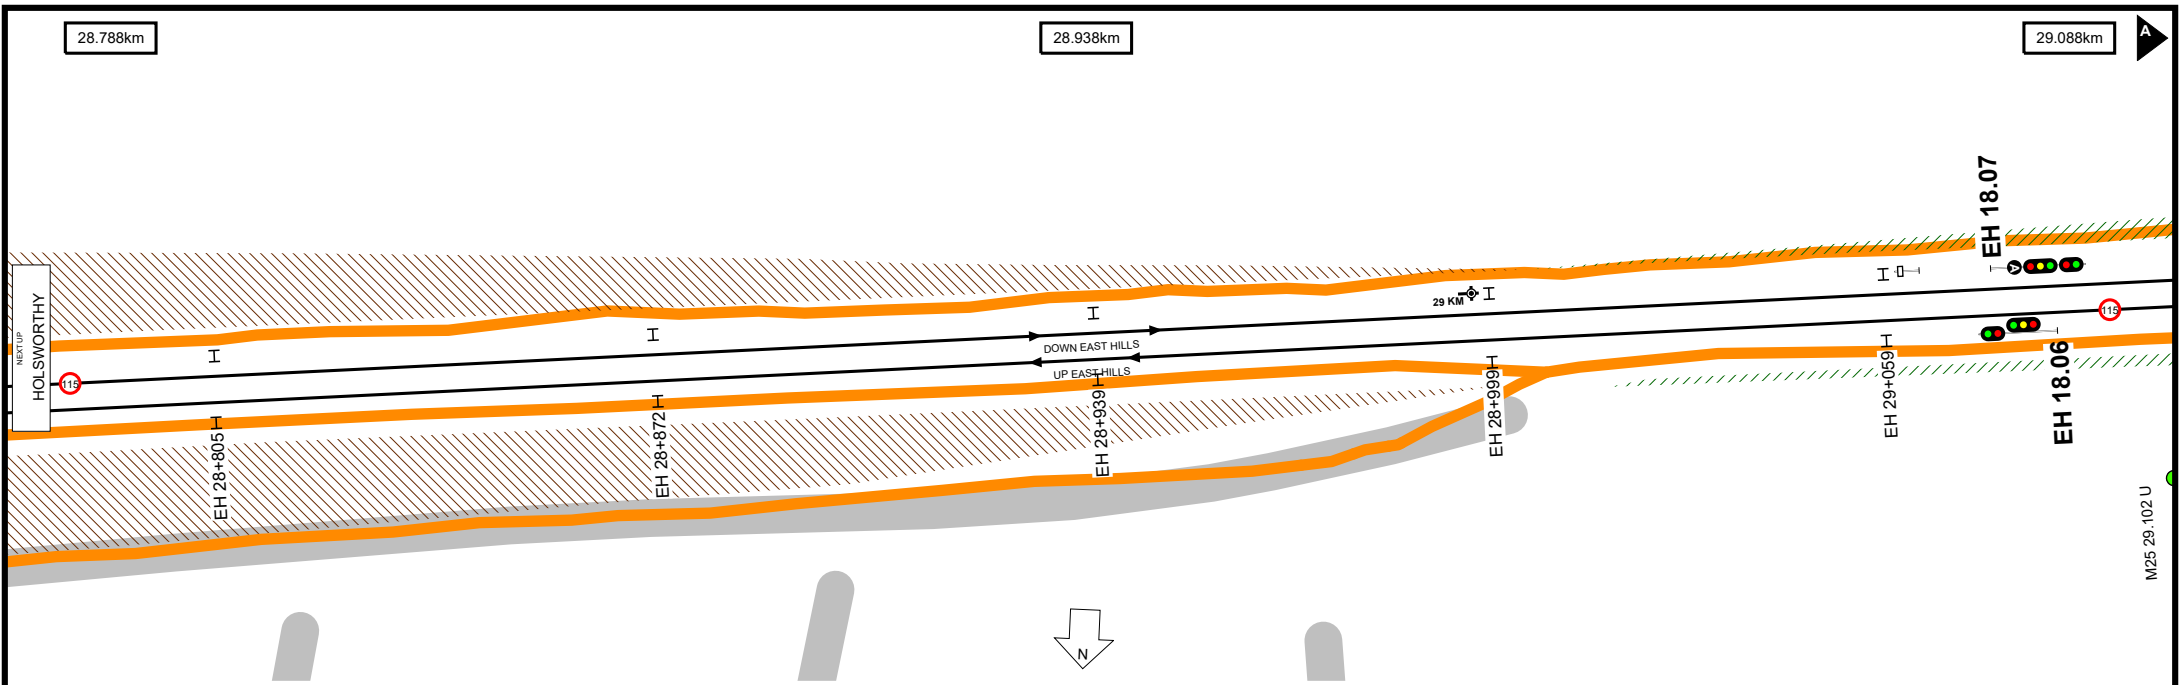 28.788km
28.938km
29.088km
A
NEXT UP
HOLSWORTHY
115
EH 28+805
EH 28+872
DOWN EAST HILLS
UP EAST HILLS
EH 28+939
29 KM
EH 28+999
EH 29+059
EH 18.07
A
115
EH 18.06
M25 29.102 U
N